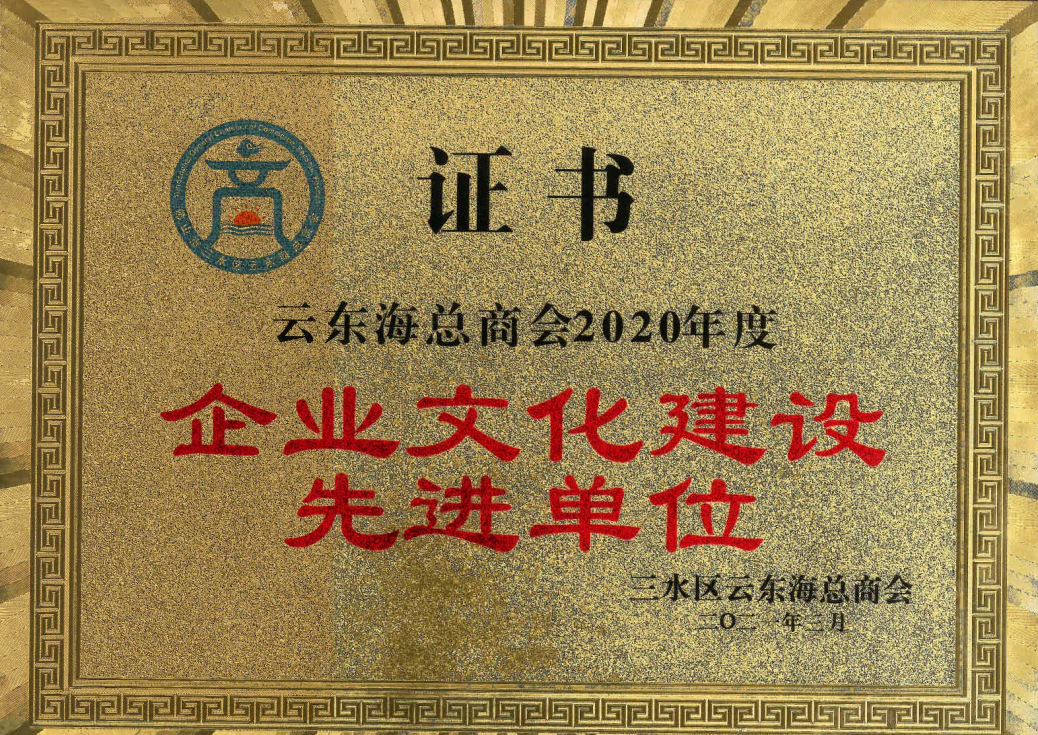 证书
云东海总商会2020年度
企业文化建设
先进单位
三水区云东海总商会
二〇二一年三月